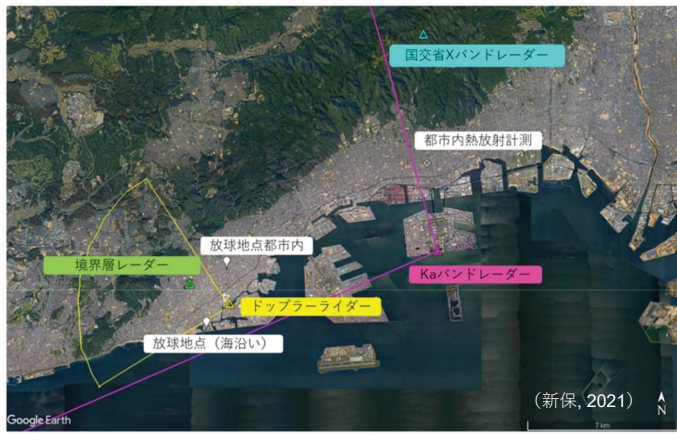 国交省Xバンドレーダー
都市内熱放射計測
放球地点都市内
境界層レーダー
Kaバンドレーダー
ドップラーライダー
放球地点（海沿い）
（新保, 2021）
N
Google Earth
7 km